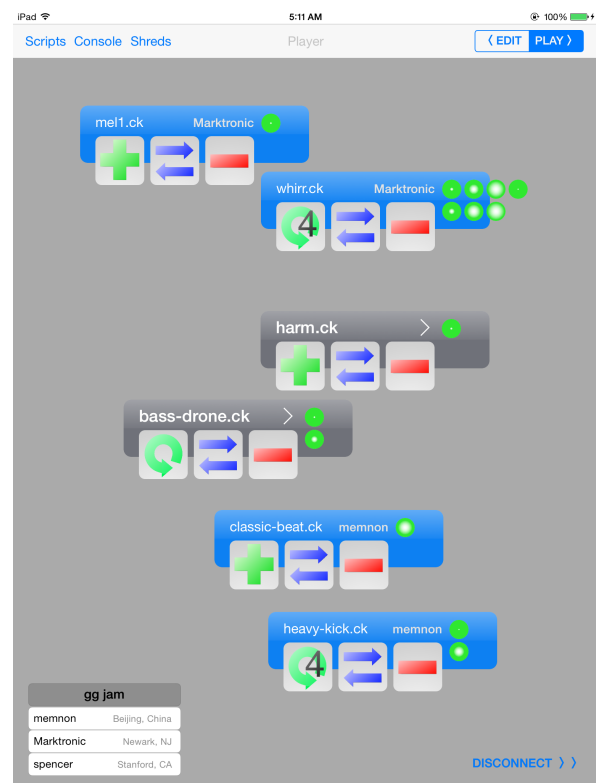 iPad 5:11 AM 100%
Scripts Console Shreds Player 〈 EDIT PLAY 〉
mel1.ck Marktronic
whirr.ck Marktronic
4
harm.ck
bass-drone.ck
classic-beat.ck memnon
heavy-kick.ck memnon
4
gg jam
memnon Beijing, China
Marktronic Newark, NJ
spencer Stanford, CA
DISCONNECT 〉 〉